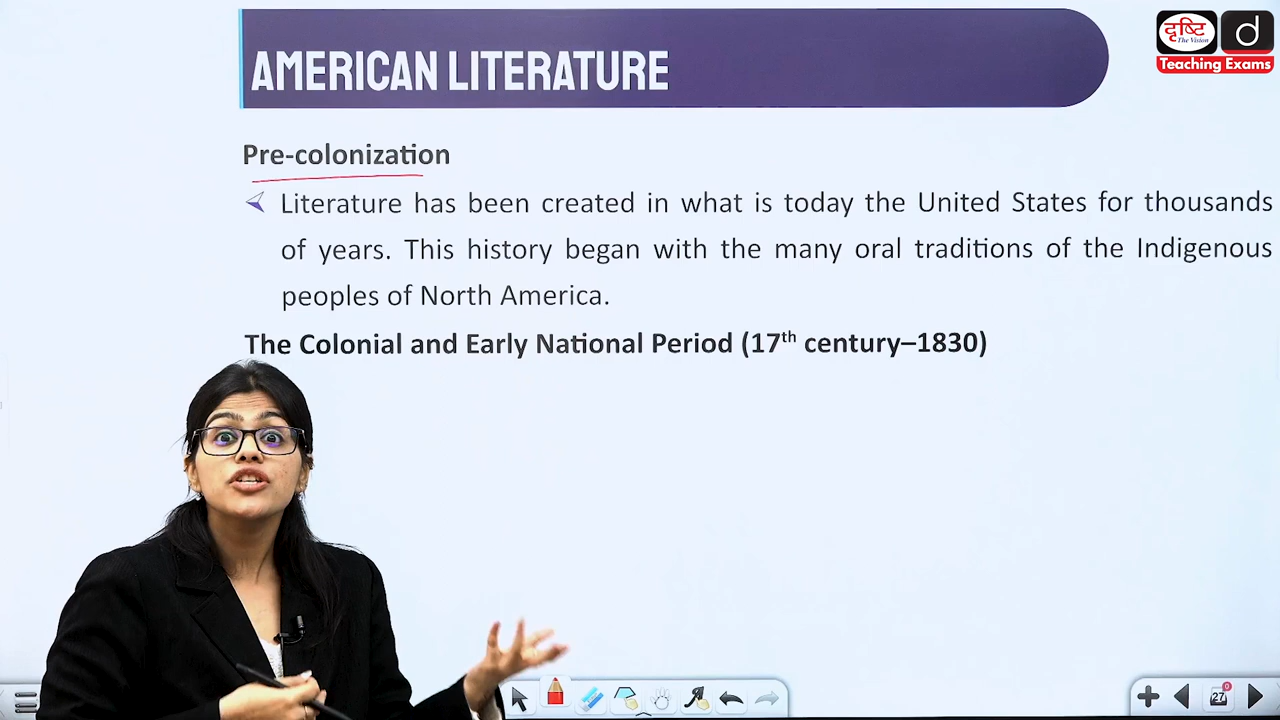 AMERICAN LITERATURE
दृष्टि
The Vision
d
Teaching Exams
Pre-colonization
Literature has been created in what is today the United States for thousands
of years. This history began with the many oral traditions of the Indigenous
peoples of North America.
The Colonial and Early National Period (17th century–1830)
27
0